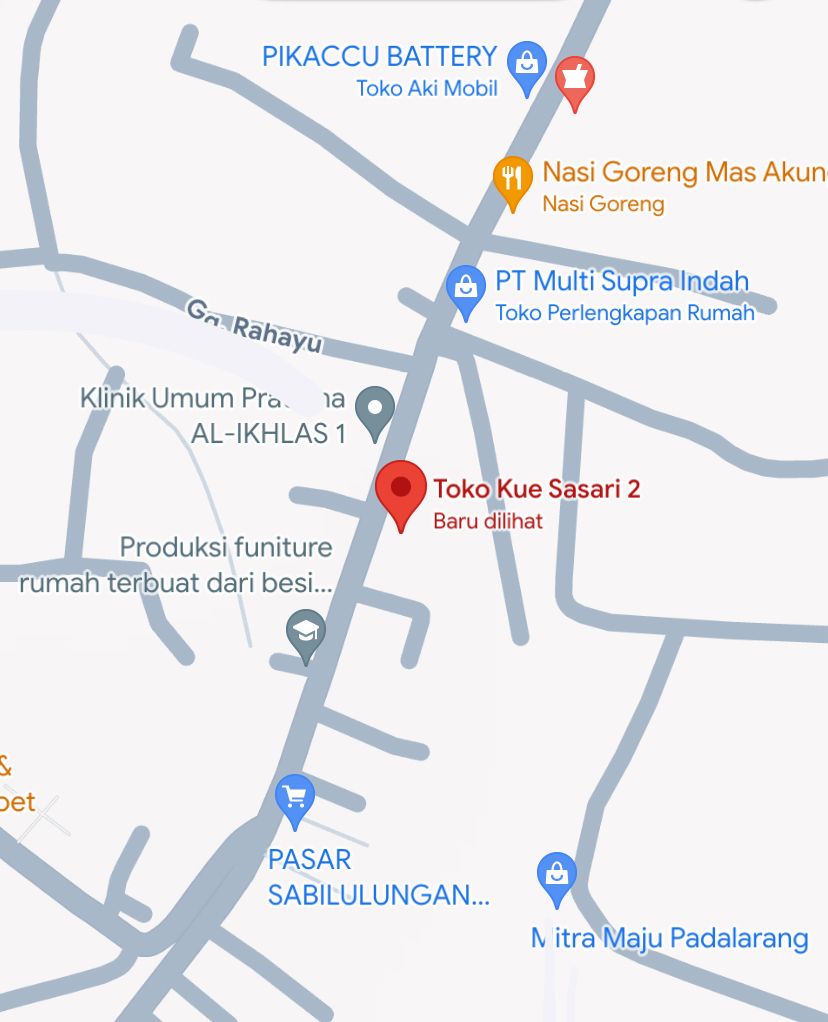 PIKACCU BATTERY
Toko Aki Mobil
Nasi Goreng Mas Akun
Nasi Goreng
PT Multi Supra Indah
Toko Perlengkapan Rumah
Gg. Rahayu
Klinik Umum
AL-IKHLAS 1
Toko Kue Sasari 2
Baru dilihat
Produksi funiture
rumah terbuat dari besi...
&
pet
PASAR
SABILULUNGAN...
Mitra Maju Padalarang